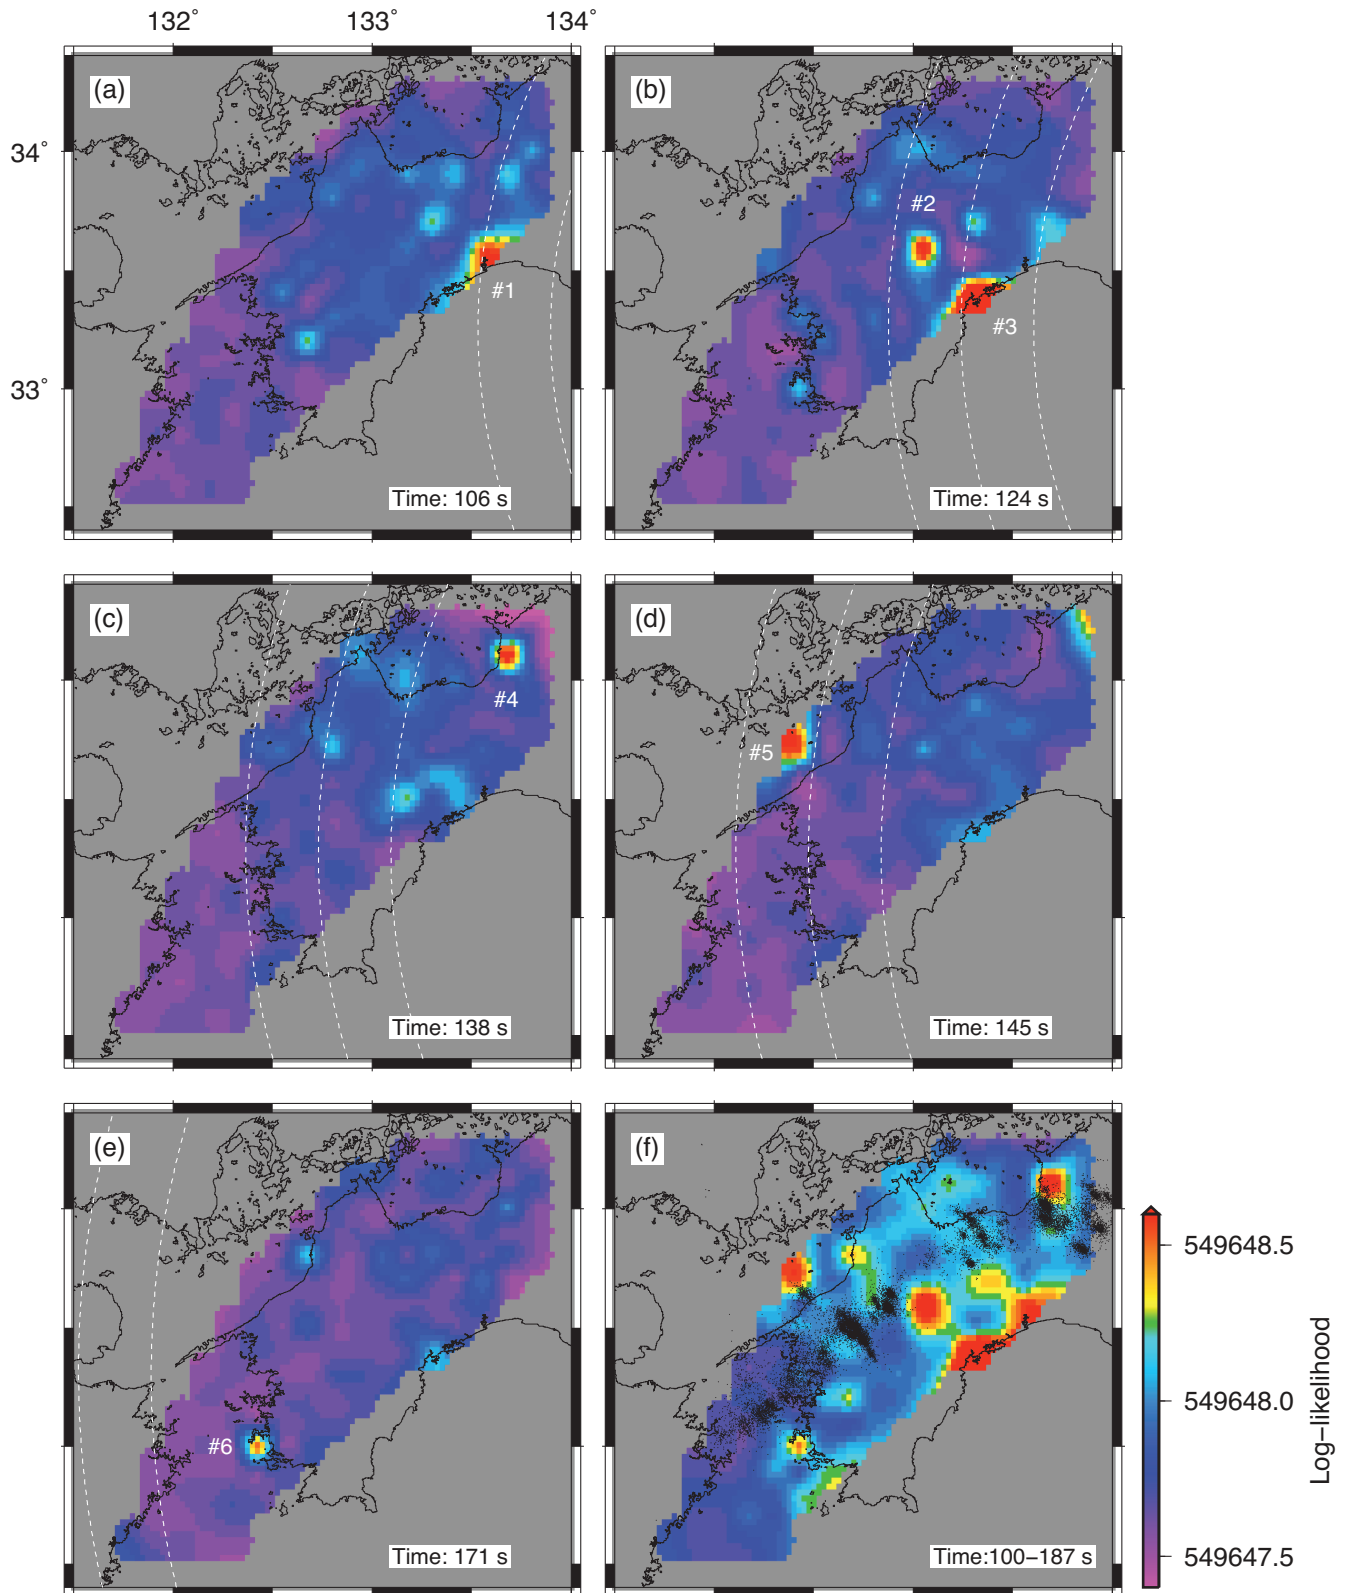 132˚ 133˚ 134˚
(a) (b)
34˚
#2
#1
#3
33˚
Time: 106 s Time: 124 s
(c) (d)
#4
#5
Time: 138 s Time: 145 s
(e) (f)
549648.5
549648.0
#6
Log−likelihood
Time: 171 s Time:100−187 s
549647.5